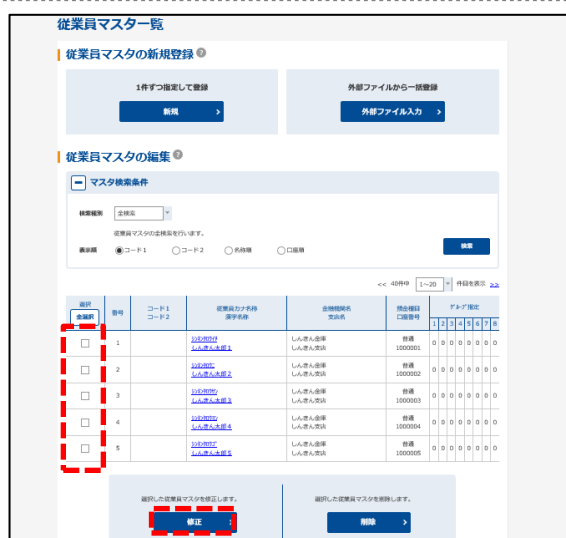 従業員マスター覧
従業員マスタの新規登録
1件ずつ指定して登録
新規
外部ファイルから一括登録
外部ファイル入力
従業員マスタの編集
マスタ検索条件
検索種別 全検索
従業員マスタの全検索を行います。
表示順 コード1 コード2 名称順 口座順
検索
<< 40件中 1～20 件目を表示 >>
選択 全選択 番号 コード1 コード2 従業員カナ名称 漢字名称 金融機関名 支店名 預金種目 口座番号 グループ指定
1 2 3 4 5 6 7 8
1 しんきん太郎1 しんきん金庫 しんきん支店 普通 1000001 0 0 0 0 0 0 0 0
2 しんきん太郎2 しんきん金庫 しんきん支店 普通 1000002 0 0 0 0 0 0 0 0
3 しんきん太郎3 しんきん金庫 しんきん支店 普通 1000003 0 0 0 0 0 0 0 0
4 しんきん太郎4 しんきん金庫 しんきん支店 普通 1000004 0 0 0 0 0 0 0 0
5 しんきん太郎5 しんきん金庫 しんきん支店 普通 1000005 0 0 0 0 0 0 0 0
選択した従業員マスタを修正します。
修正
選択した従業員マスタを削除します。
削除